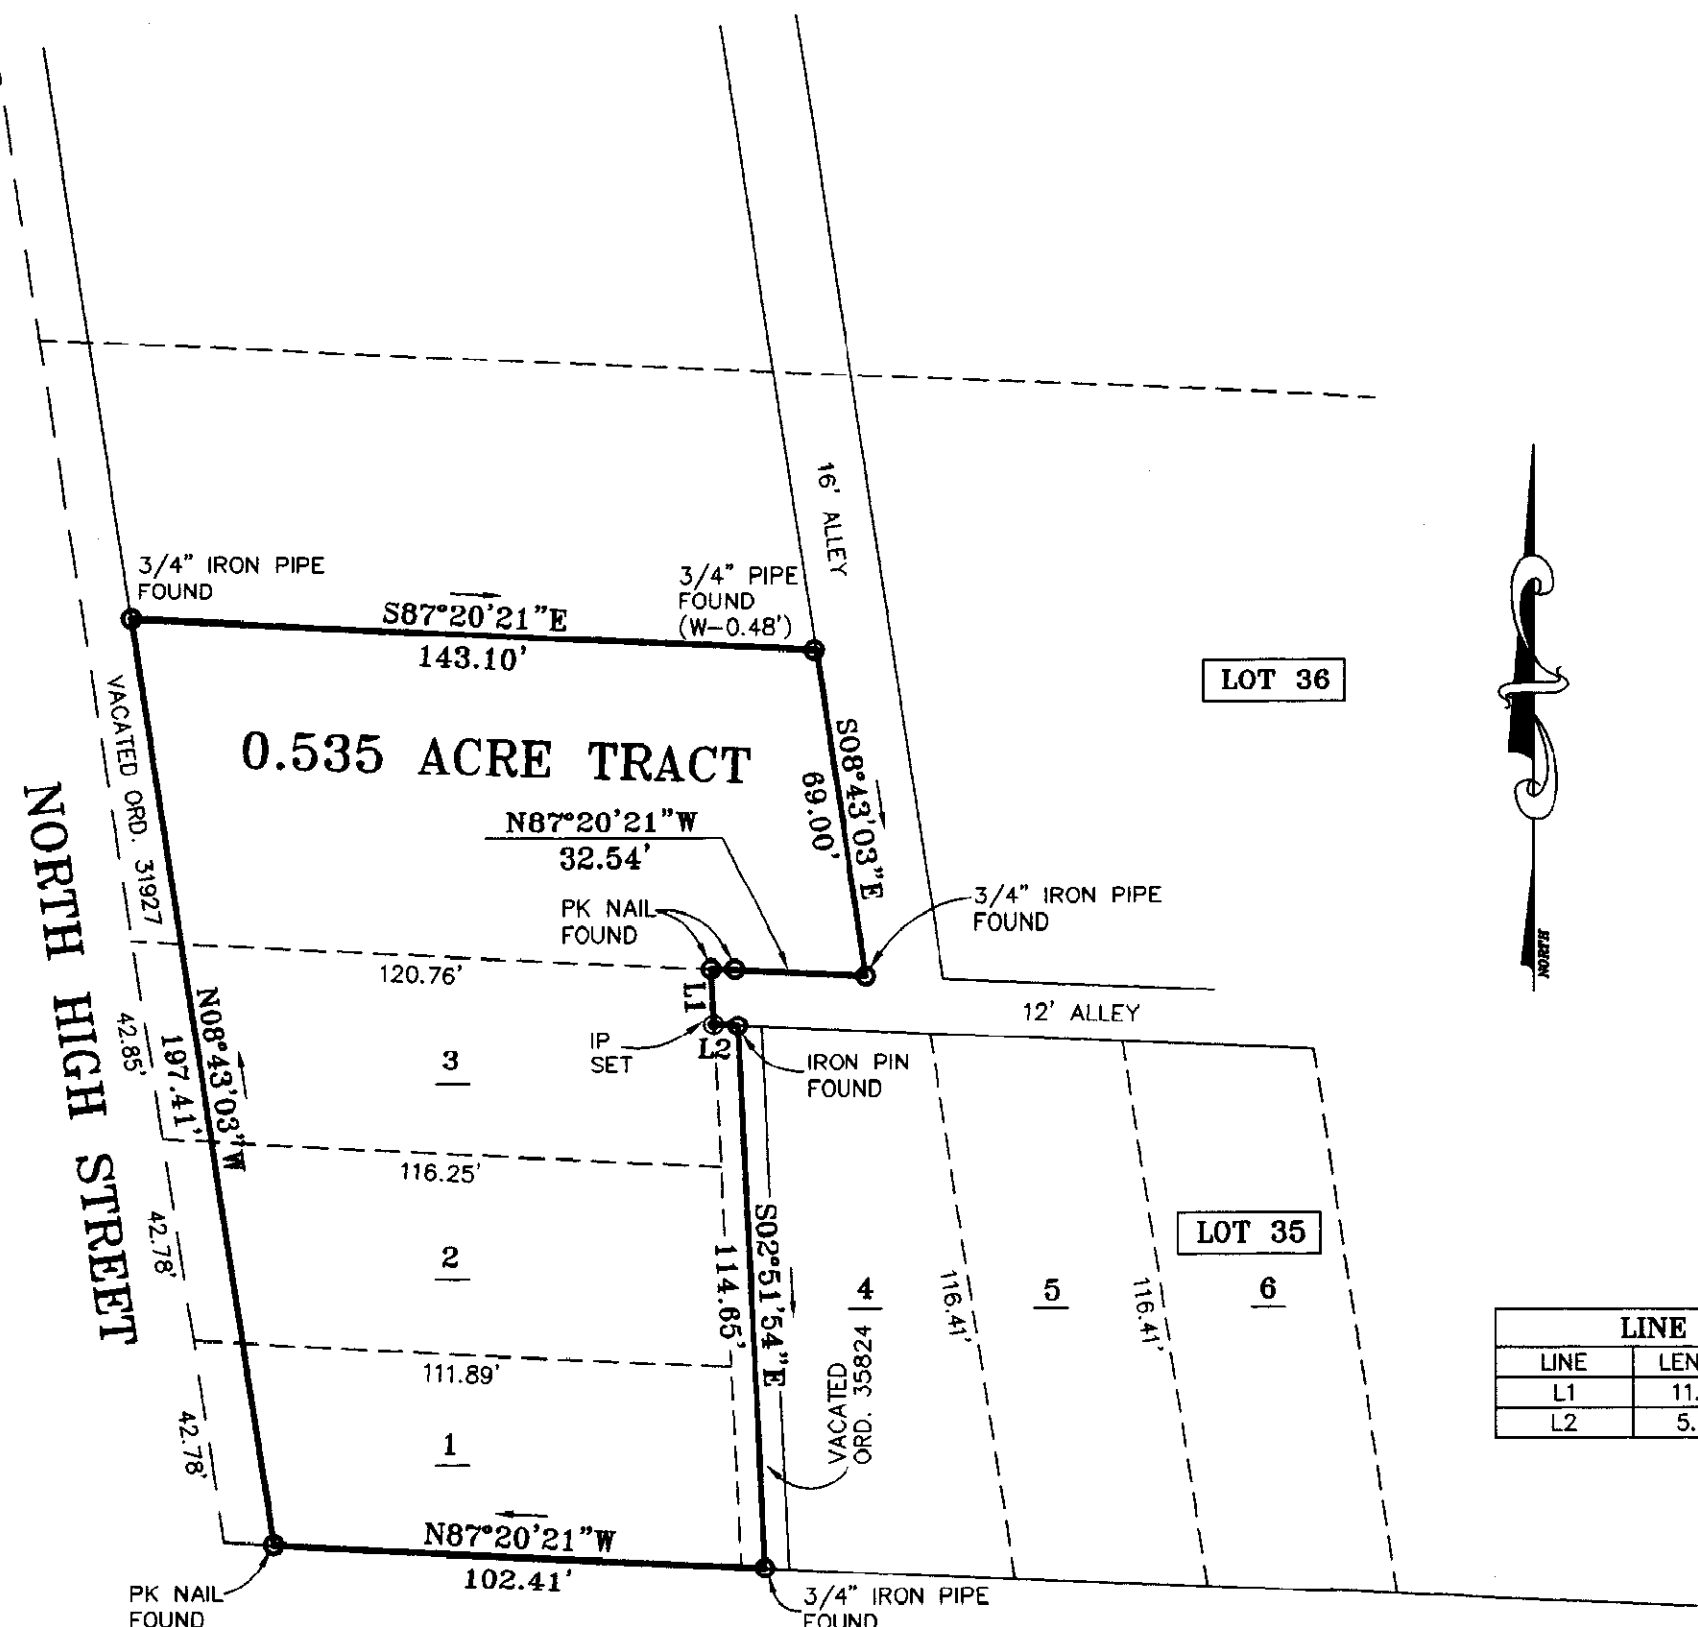 3/4" IRON PIPE
FOUND
S87°20'21"E
143.10'
3/4" PIPE
FOUND
(W-0.48')
16' ALLEY
LOT 36
VACATED ORD. 31927
0.535 ACRE TRACT
S08°43'03"E
69.00'
N87°20'21"W
32.54'
PK NAIL
FOUND
3/4" IRON PIPE
FOUND
NORTH
NORTH HIGH STREET
120.76'
L1
12' ALLEY
IP
SET
L2
IRON PIN
FOUND
N08°43'03"W
197.41'
42.85'
3
116.25'
42.78'
2
S02°51'54"E
114.65'
LOT 35
4
5
6
116.41'
116.41'
111.89'
VACATED
ORD. 35824
42.78'
1
N87°20'21"W
102.41'
PK NAIL
FOUND
3/4" IRON PIPE
FOUND
LINE
LINE LEN
L1 11.
L2 5.